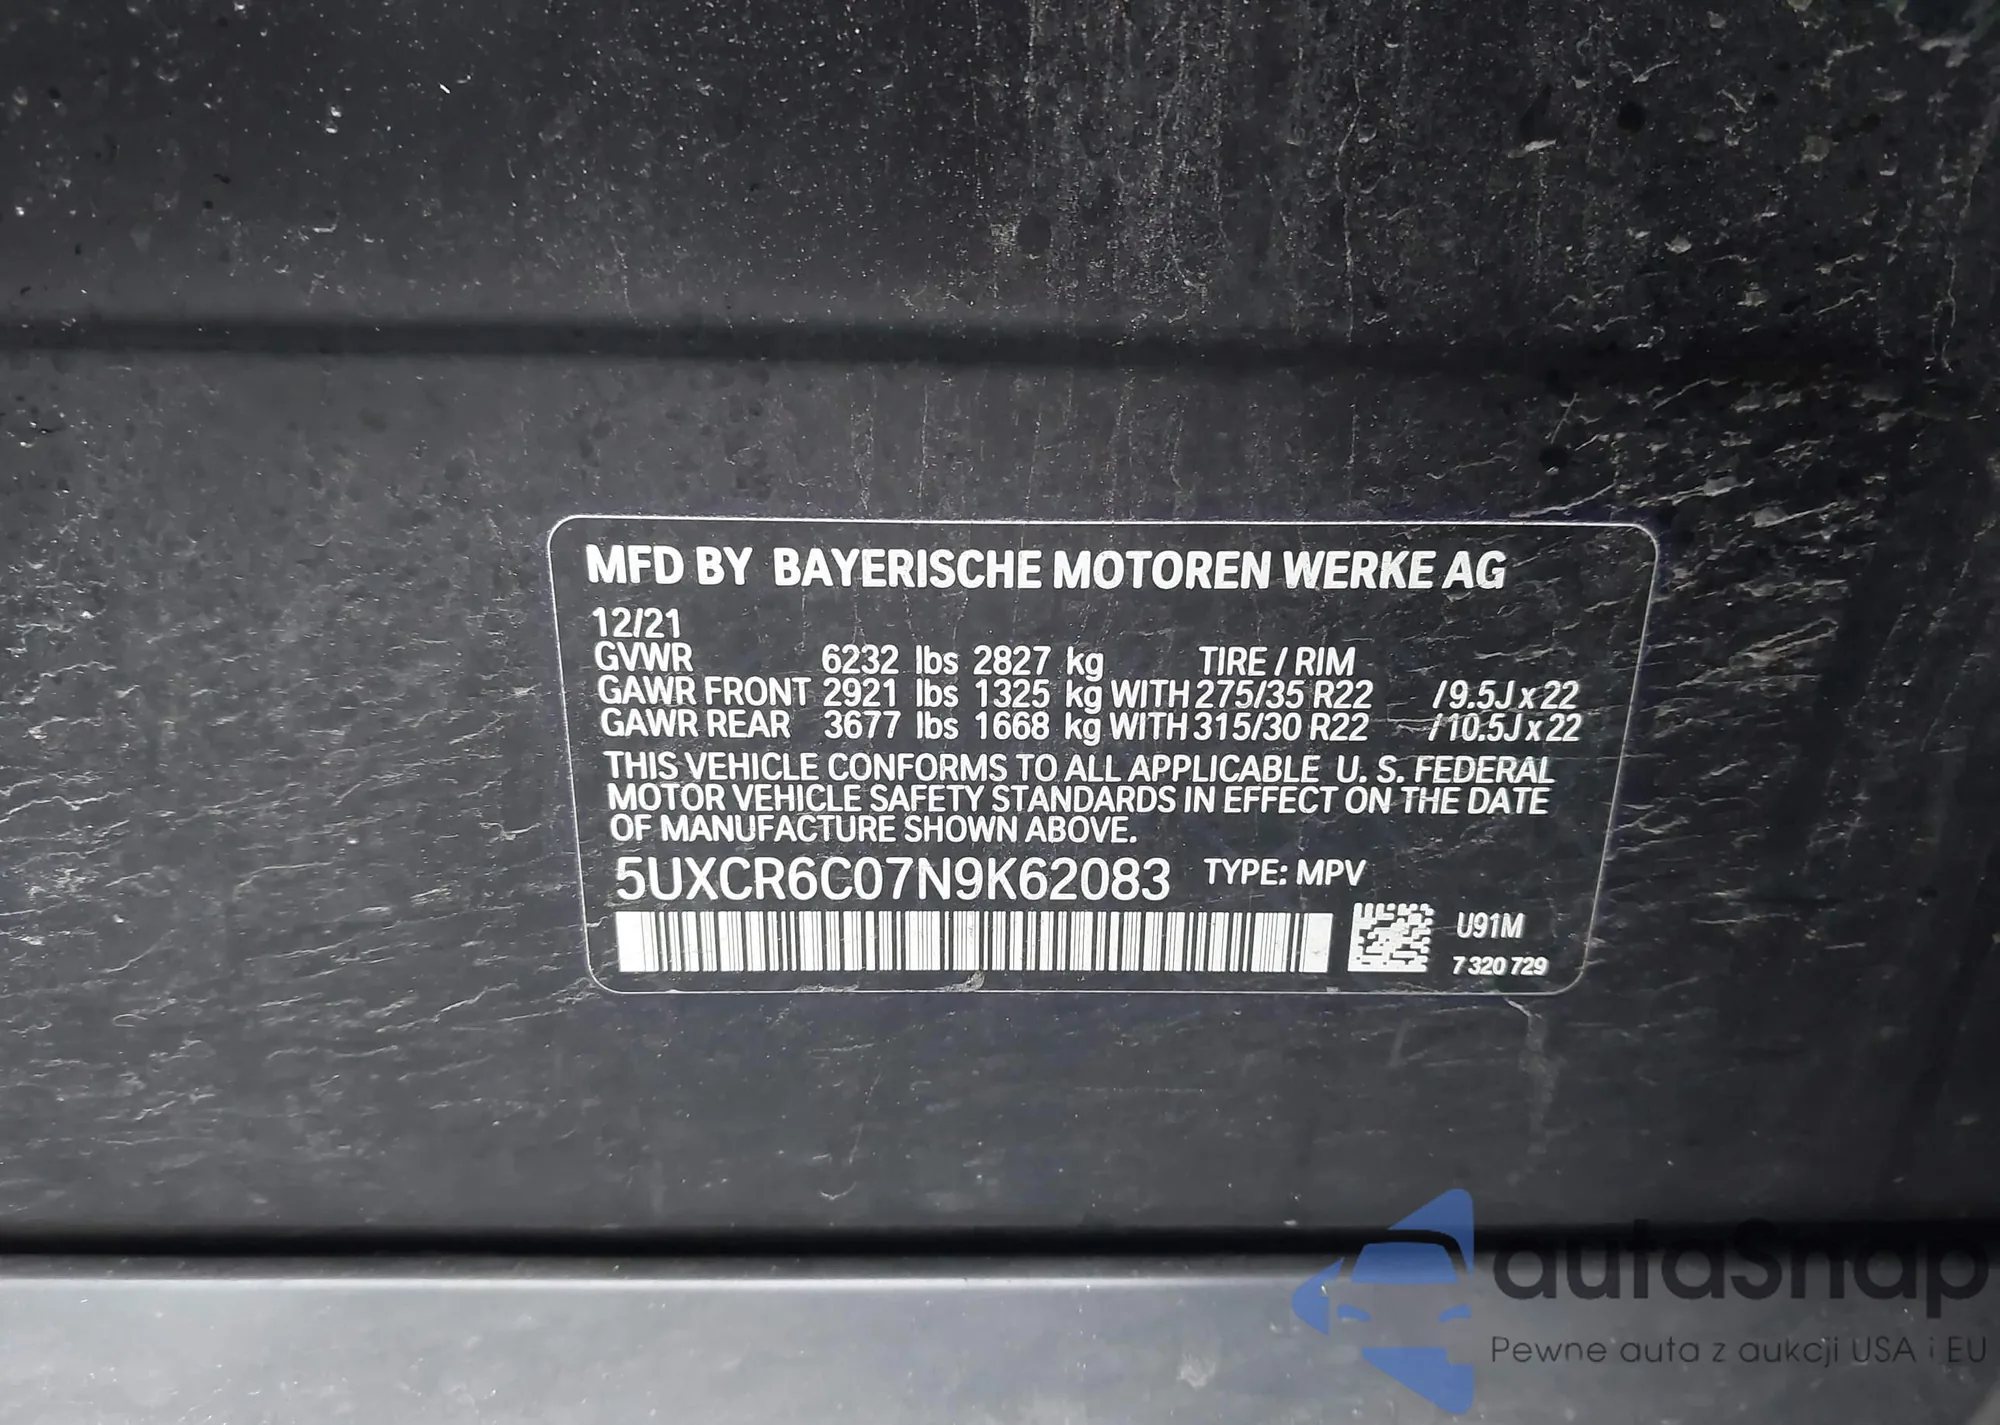 MFD BY BAYERISCHE MOTOREN WERKE AG
12/21
GVWR 6232 lbs 2827 kg TIRE / RIM
GAWR FRONT 2921 lbs 1325 kg WITH 275/35 R22 /9.5J x 22
GAWR REAR 3677 lbs 1668 kg WITH 315/30 R22 /10.5J x 22
THIS VEHICLE CONFORMS TO ALL APPLICABLE U. S. FEDERAL
MOTOR VEHICLE SAFETY STANDARDS IN EFFECT ON THE DATE
OF MANUFACTURE SHOWN ABOVE.
5UXCR6C07N9K62083 TYPE: MPV
U91M
7 320 729
autaSnap
Pewne auta z aukcji USA i EU